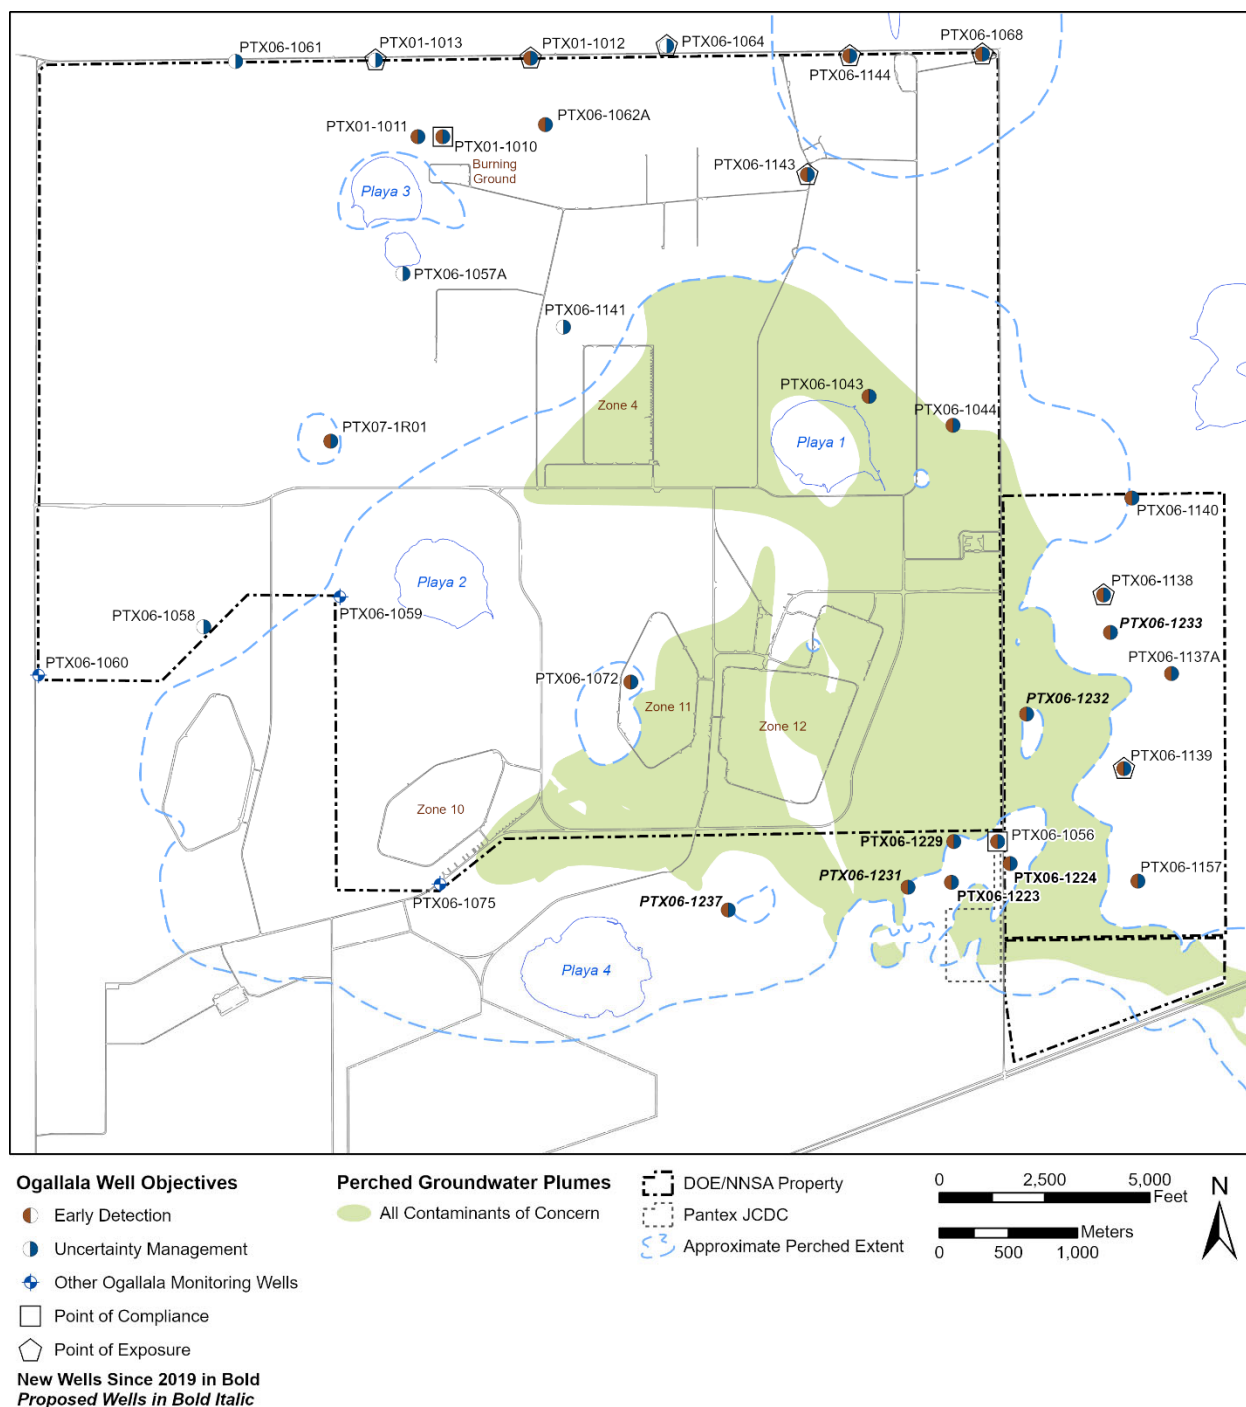 PTX06-1061
PTX01-1013
PTX01-1012
PTX06-1064
PTX06-1068
PTX06-1144
PTX01-1011
PTX01-1010
PTX06-1062A
PTX06-1143
Burning
Ground
Playa 3
PTX06-1057A
PTX06-1141
PTX06-1043
PTX06-1044
Zone 4
PTX07-1R01
Playa 1
PTX06-1140
Playa 2
PTX06-1138
PTX06-1059
PTX06-1058
PTX06-1233
PTX06-1060
PTX06-1137A
PTX06-1072
Zone 11
Zone 12
PTX06-1232
PTX06-1139
Zone 10
PTX06-1229
PTX06-1056
PTX06-1231
PTX06-1224
PTX06-1157
PTX06-1223
PTX06-1075
PTX06-1237
Playa 4
Ogallala Well Objectives
Early Detection
Uncertainty Management
Other Ogallala Monitoring Wells
Point of Compliance
Point of Exposure
New Wells Since 2019 in Bold
Proposed Wells in Bold Italic
Perched Groundwater Plumes
All Contaminants of Concern
DOE/NNSA Property
Pantex JCDC
Approximate Perched Extent
0 2,500 5,000
Feet
Meters
0 500 1,000
N